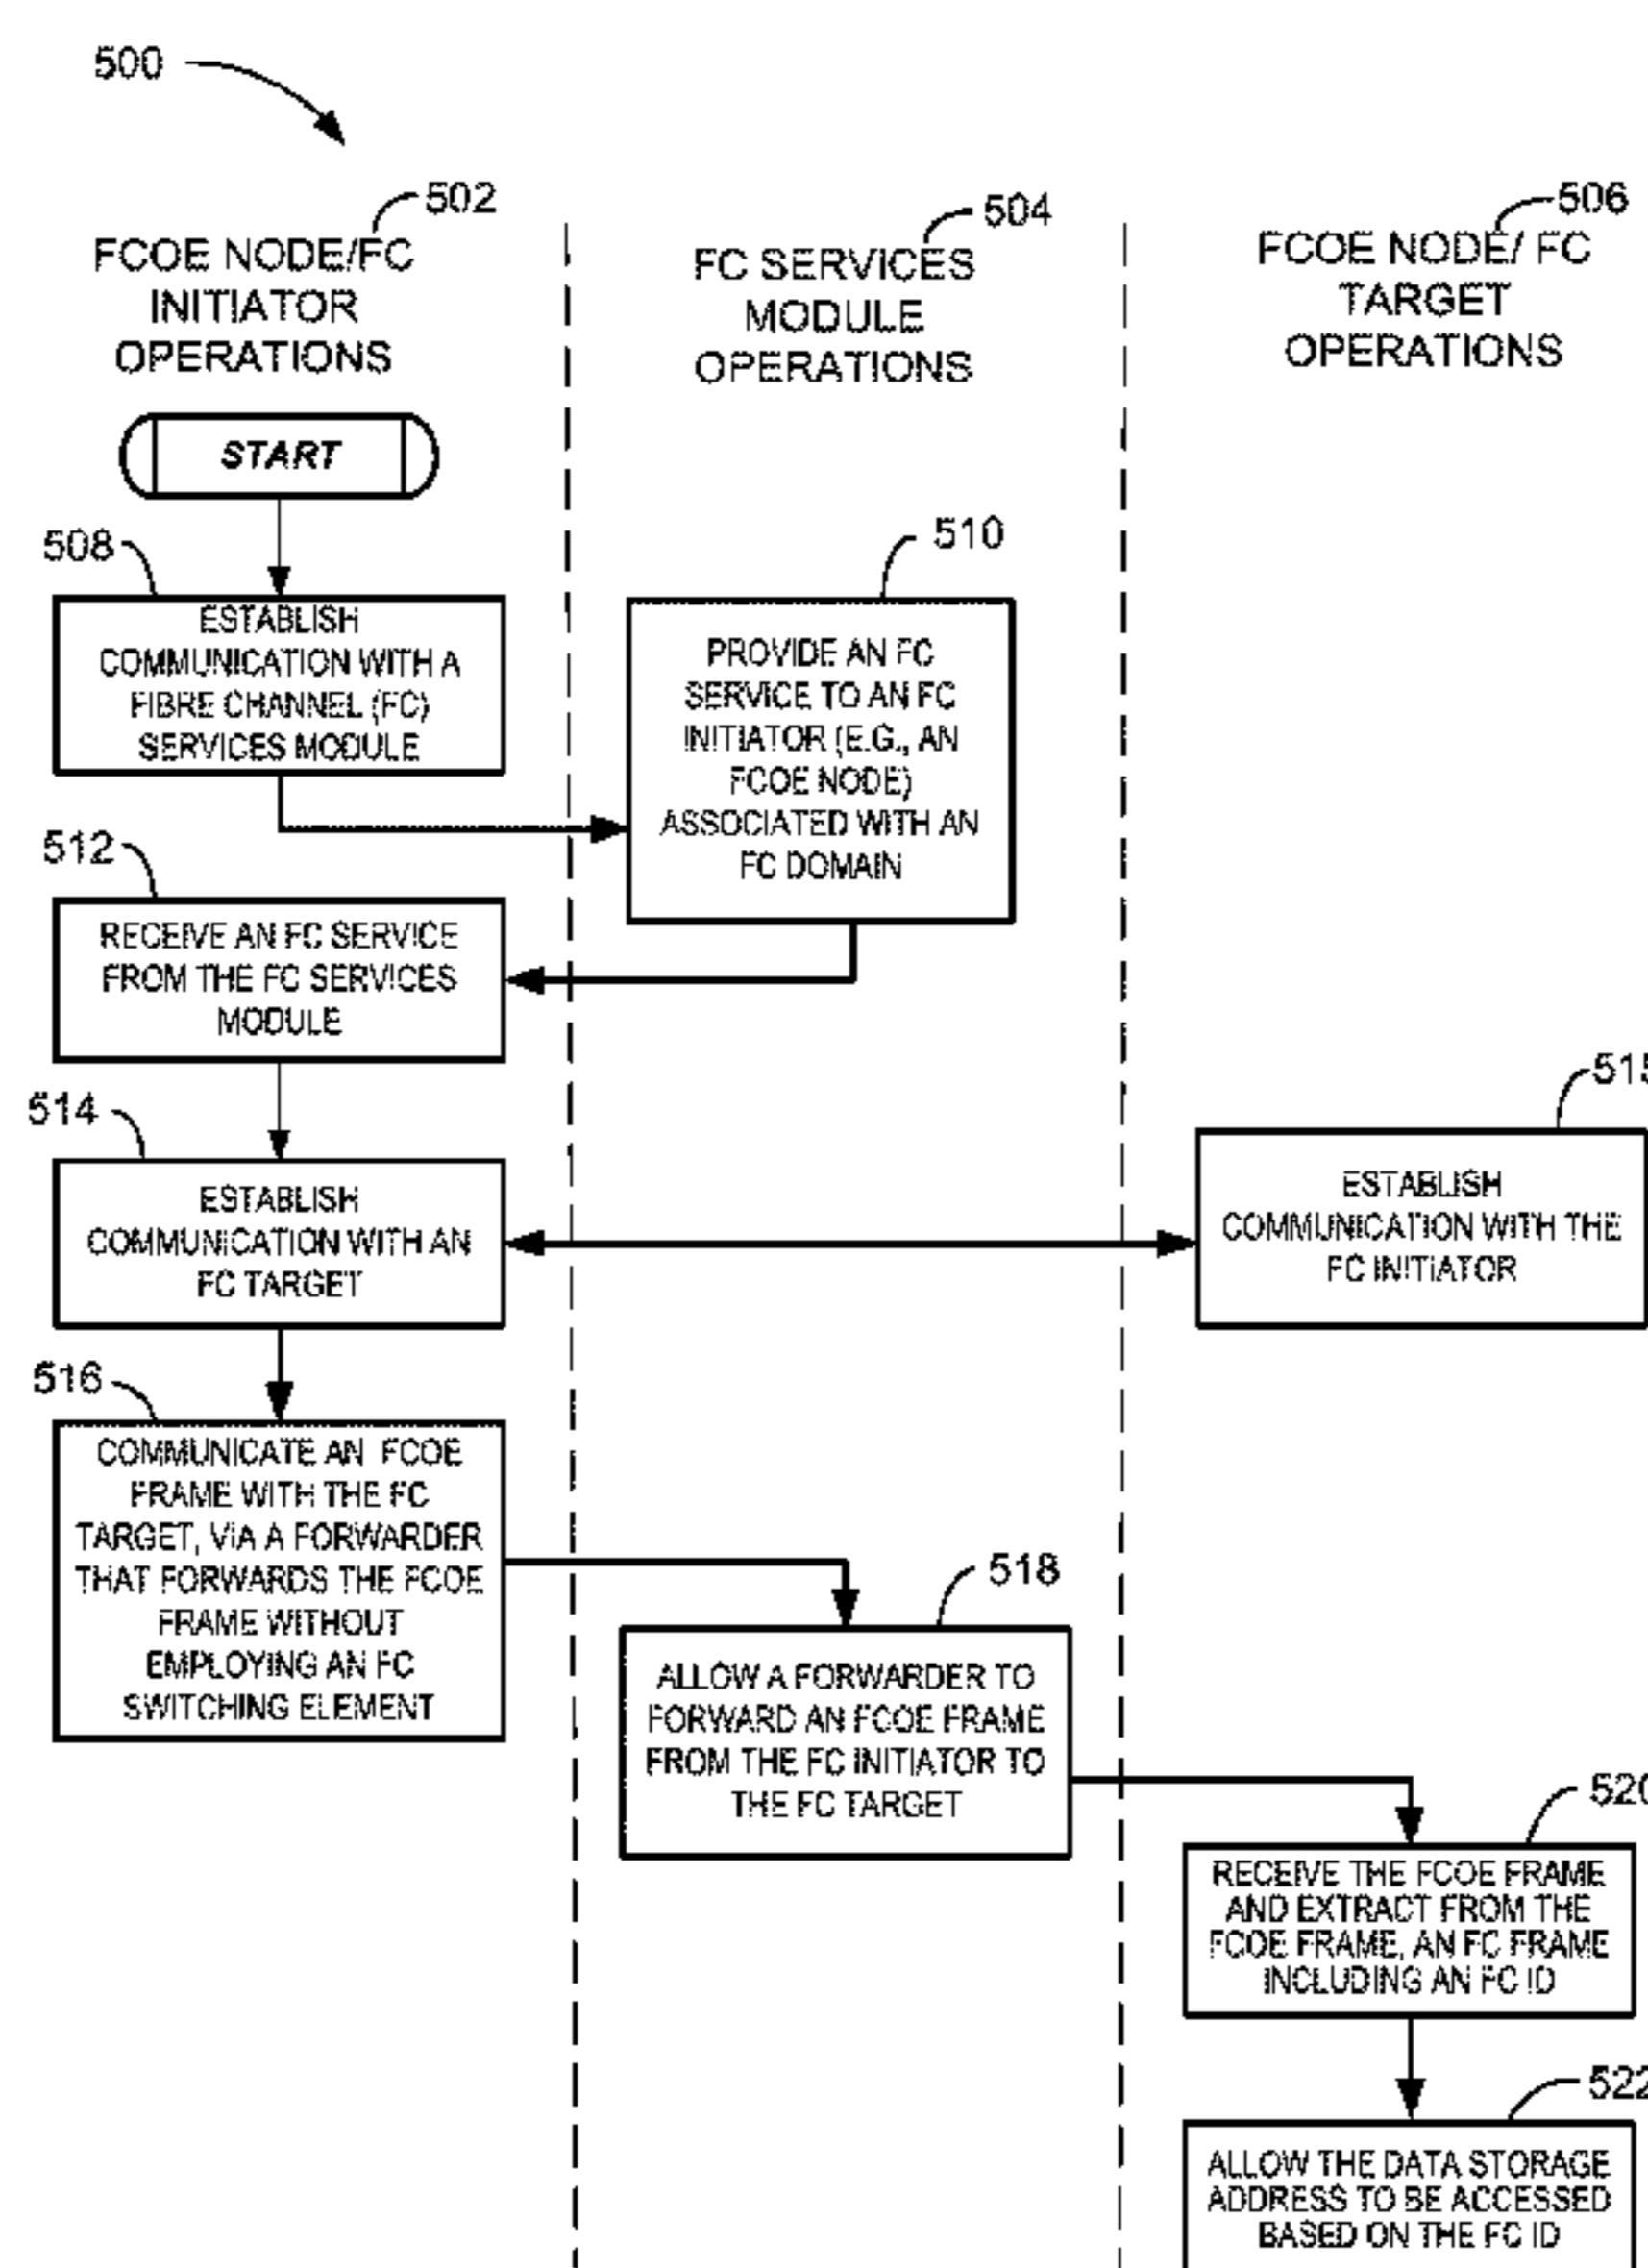 500
502
FCOE NODE/FC
INITIATOR
OPERATIONS
504
FC SERVICES
MODULE
OPERATIONS
506
FCOE NODE/ FC
TARGET
OPERATIONS
START
508
ESTABLISH
COMMUNICATION WITH A
FIBRE CHANNEL (FC)
SERVICES MODULE
510
PROVIDE AN FC
SERVICE TO AN FC
INITIATOR (E.G., AN
FCOE NODE)
ASSOCIATED WITH AN
FC DOMAIN
512
RECEIVE AN FC SERVICE
FROM THE FC SERVICES
MODULE
514
ESTABLISH
COMMUNICATION WITH AN
FC TARGET
515
ESTABLISH
COMMUNICATION WITH THE
FC INITIATOR
516
COMMUNICATE AN FCOE
FRAME WITH THE FC
TARGET, VIA A FORWARDER
THAT FORWARDS THE FCOE
FRAME WITHOUT
EMPLOYING AN FC
SWITCHING ELEMENT
518
ALLOW A FORWARDER TO
FORWARD AN FCOE FRAME
FROM THE FC INITIATOR TO
THE FC TARGET
520
RECEIVE THE FCOE FRAME
AND EXTRACT FROM THE
FCOE FRAME, AN FC FRAME
INCLUDING AN FC ID
522
ALLOW THE DATA STORAGE
ADDRESS TO BE ACCESSED
BASED ON THE FC ID